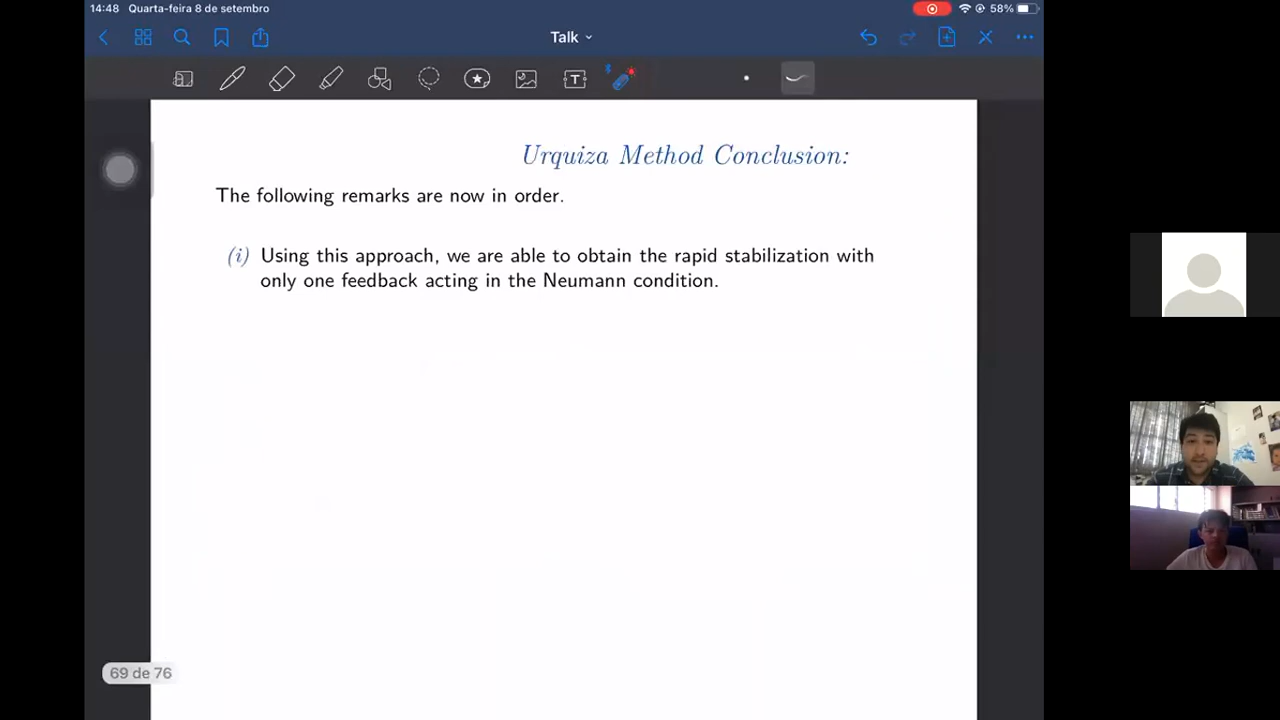 14:48 Quarta-feira 8 de setembro
58%
Talk
T
Urquiza Method Conclusion:
The following remarks are now in order.
(i) Using this approach, we are able to obtain the rapid stabilization with
only one feedback acting in the Neumann condition.
69 de 76